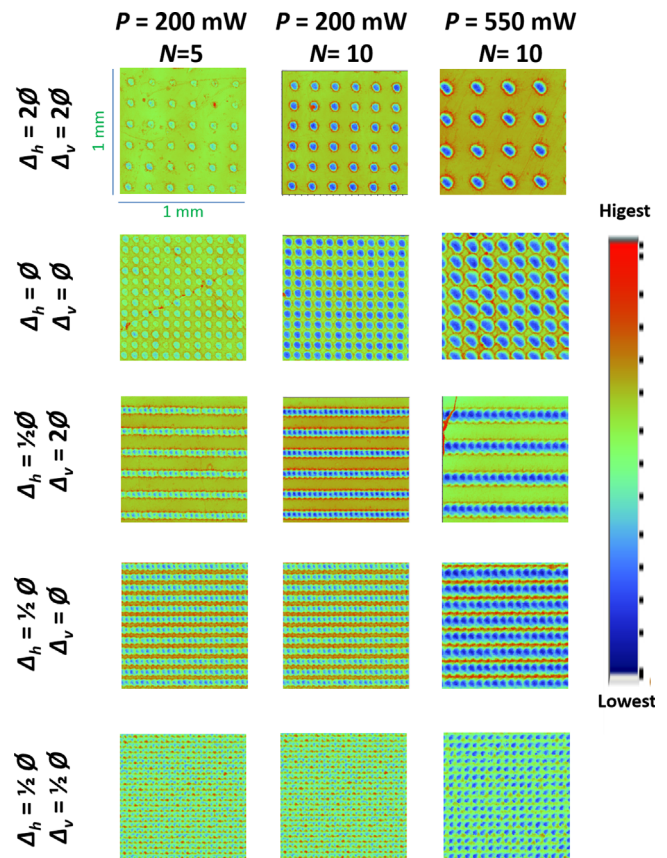 P = 200 mW
N=5
P = 200 mW
N= 10
P = 550 mW
N= 10
Δh = 2Ø
Δv = 2Ø
1 mm
1 mm
Δh = Ø
Δv = Ø
Δh = ½Ø
Δv = 2Ø
Δh = ½ Ø
Δv = Ø
Δh = ½ Ø
Δv = ½ Ø
Higest
Lowest